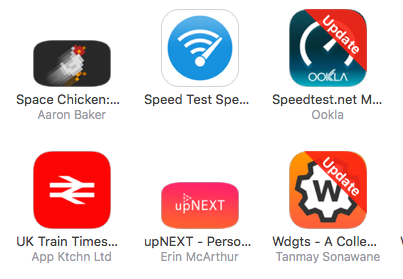 Update
OOKLA
Space Chicken:...
Speed Test Spe...
Speedtest.net M...
Aaron Baker
Ookla
upNEXT
W
Update
UK Train Times...
upNEXT - Perso...
Wdgts - A Colle...
App Ktchn Ltd
Erin McArthur
Tanmay Sonawane